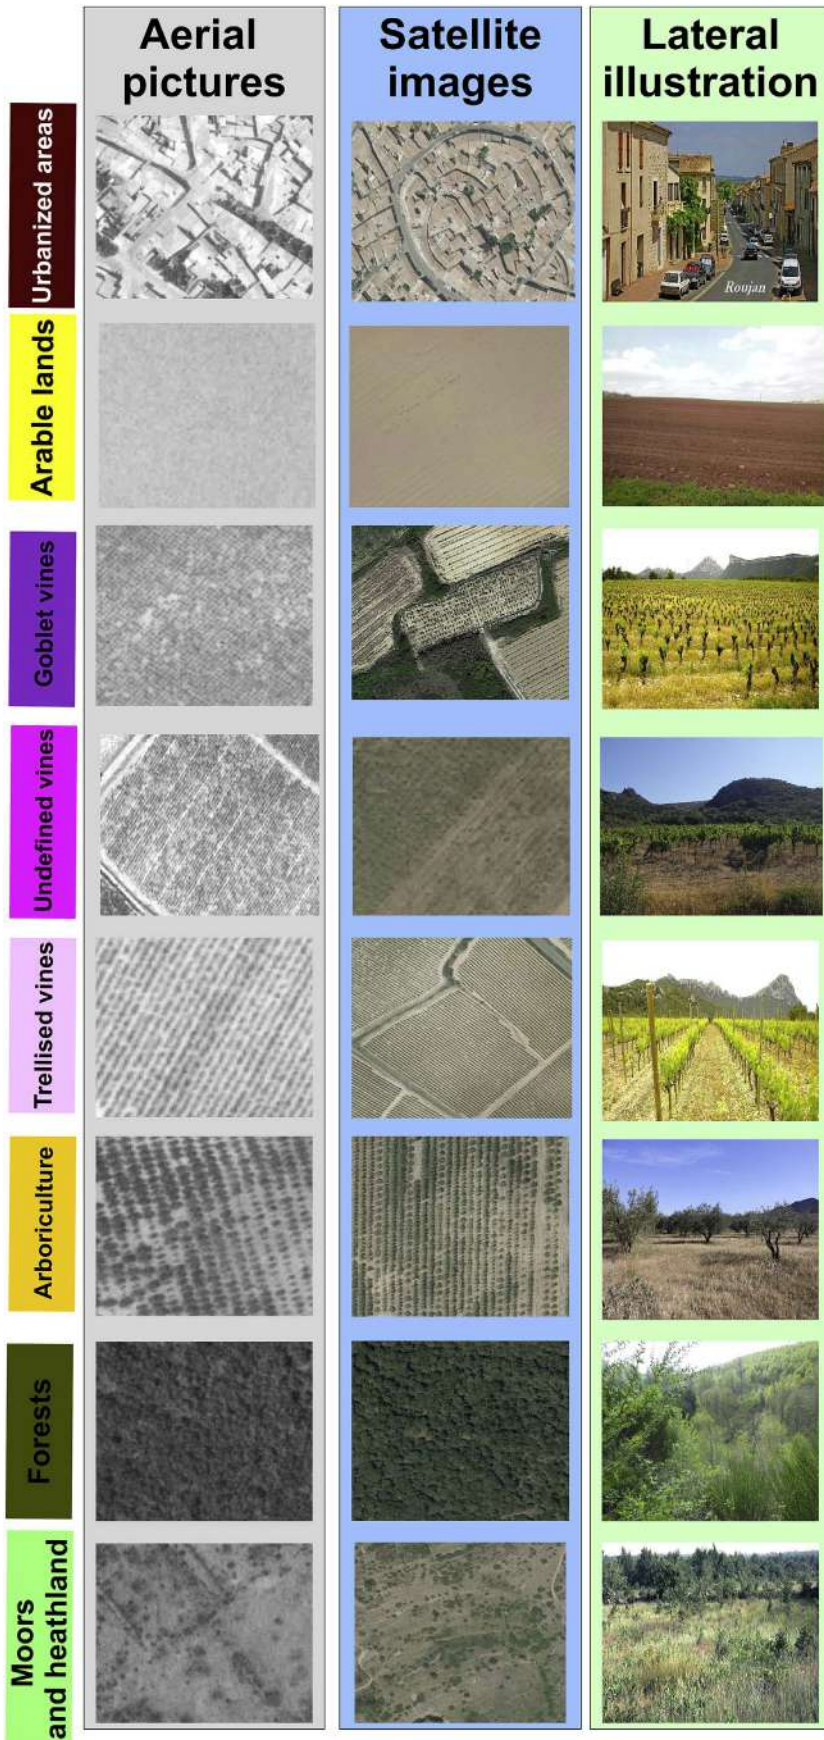 Aerial
pictures
Satellite
images
Lateral
illustration
Urbanized areas
Roujan
Arable lands
Goblet vines
Undefined vines
Trellised vines
Arboriculture
Forests
Moors
and heathland